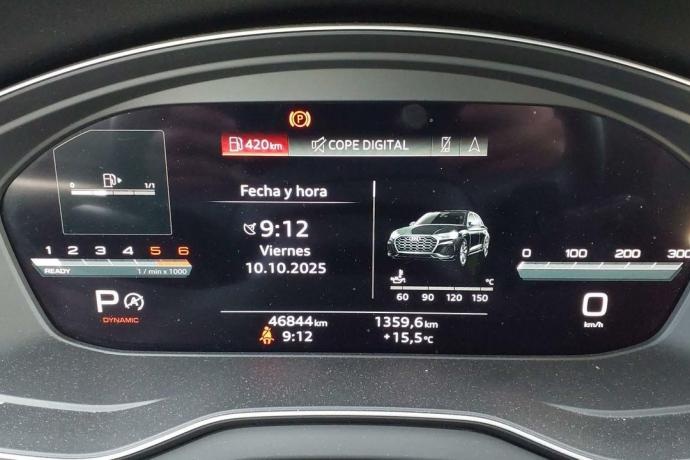 (P)
420km
COPE DIGITAL
0 1/1
Fecha y hora
9:12
Viernes
10.10.2025
1 2 3 4 5 6
READY 1 / min x 1000
°C
60 90 120 150
0 100 200 300
P A
DYNAMIC
0
km/h
46844km 1359,6km
9:12 +15,5°C